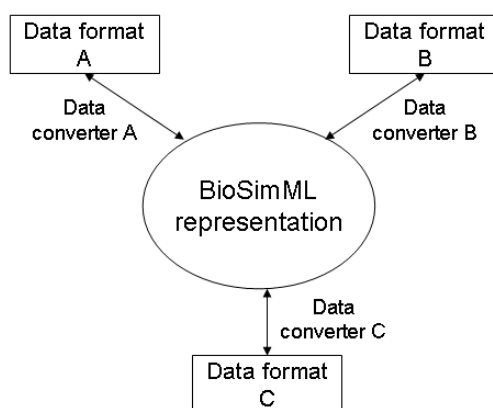 Data format
A
Data format
B
Data
converter A
Data
converter B
BioSimML
representation
Data
converter C
Data format
C